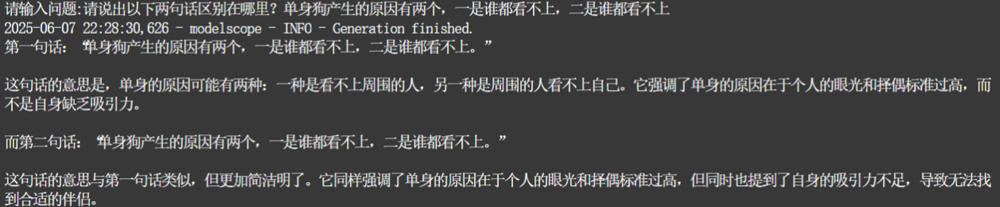 请输入问题:请说出以下两句话区别在哪里？单身狗产生的原因有两个，一是谁都看不上，二是谁都看不上
2025-06-07 22:28:30,626 - modelscope - INFO - Generation finished.
第一句话：“单身狗产生的原因有两个，一是谁都看不上，二是谁都看不上。”
这句话的意思是，单身的原因可能有两种：一种是看不上周围的人，另一种是周围的人看不上自己。它强调了单身的原因在于个人的眼光和择偶标准过高，而
不是自身缺乏吸引力。
而第二句话：“单身狗产生的原因有两个，一是谁都看不上，二是谁都看不上。”
这句话的意思与第一句话类似，但更加简洁明了。它同样强调了单身的原因在于个人的眼光和择偶标准过高，但同时也提到了自身的吸引力不足，导致无法找
到合适的伴侣。